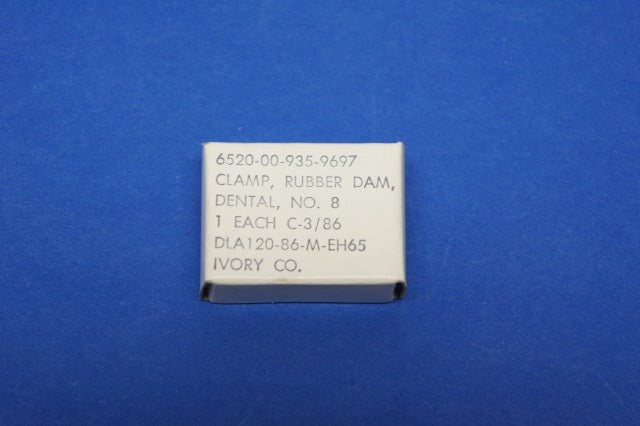 6520-00-935-9697
CLAMP, RUBBER DAM,
DENTAL, NO. 8
1 EACH C-3/86
DLA120-86-M-EH65
IVORY CO.